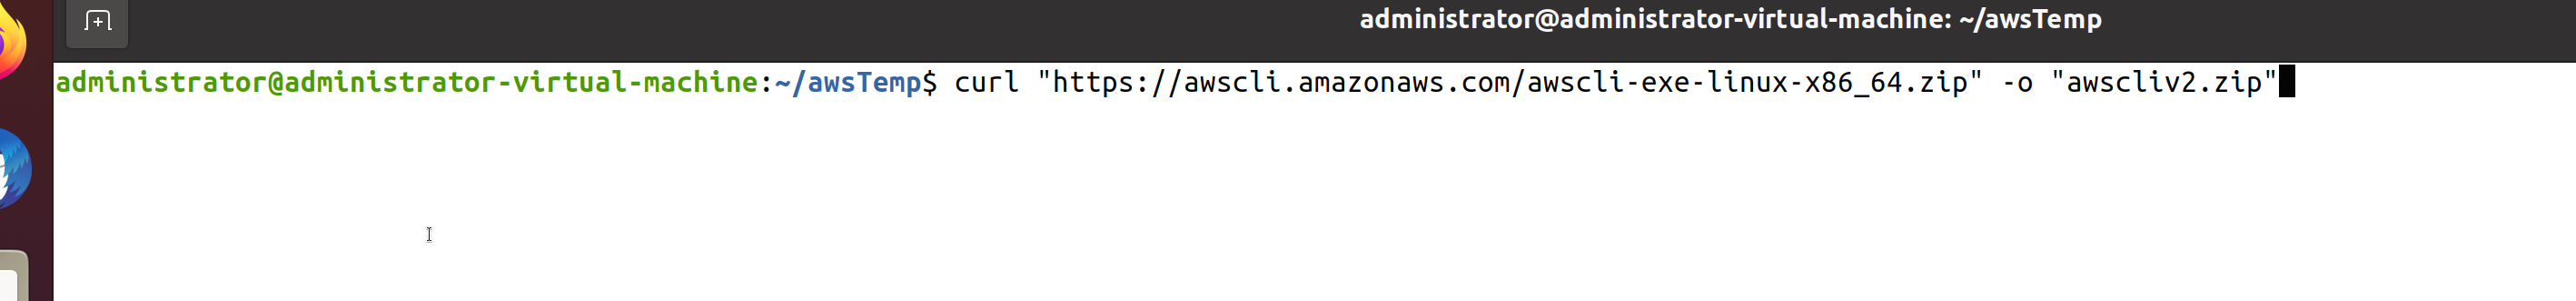 administrator@administrator-virtual-machine: ~/awsTemp
administrator@administrator-virtual-machine:~/awsTemp$ curl "https://awscli.amazonaws.com/awscli-exe-linux-x86_64.zip" -o "awscliv2.zip"